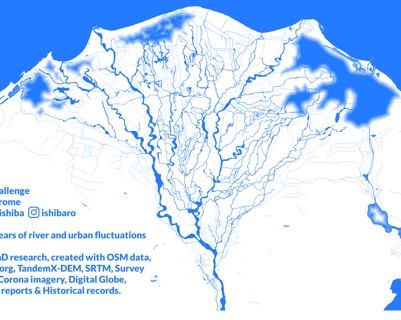 allenge
rome
ishiba ishibaro
ears of river and urban fluctuations
aD research, created with OSM data,
org, TandemX-DEM, SRTM, Survey
Corona imagery, Digital Globe,
reports & Historical records.